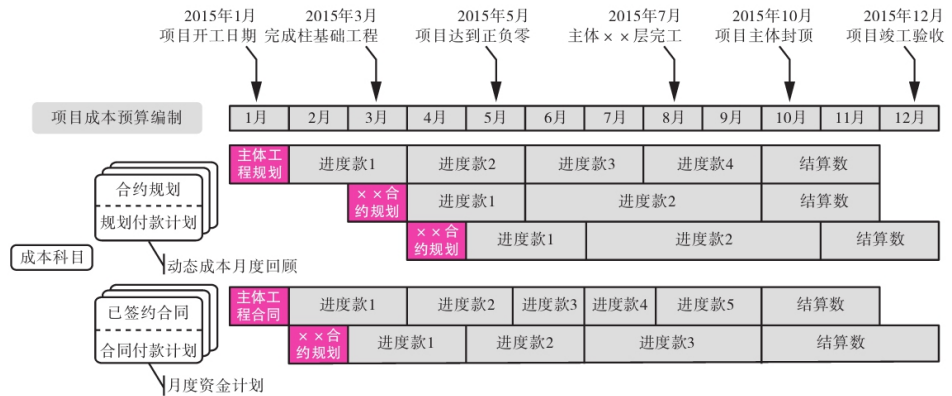 2015年1月
2015年3月
2015年5月
2015年7月
2015年10月
2015年12月
项目开工日期
完成柱基础工程
项目达到正负零
主体××层完工
项目主体封顶
项目竣工验收
项目成本预算编制
1月 2月 3月 4月 5月 6月 7月 8月 9月 10月 11月 12月
合约规划
规划付款计划
主体工
程规划
进度款1 进度款2 进度款3 进度款4 结算数
××合
约规划
进度款1 进度款2 结算数
××合
约规划
进度款1 进度款2 结算数
成本科目
动态成本月度回顾
已签约合同
合同付款计划
主体工
程合同
进度款1 进度款2 进度款3 进度款4 进度款5 结算数
××合
约规划
进度款1 进度款2 进度款3 结算数
月度资金计划